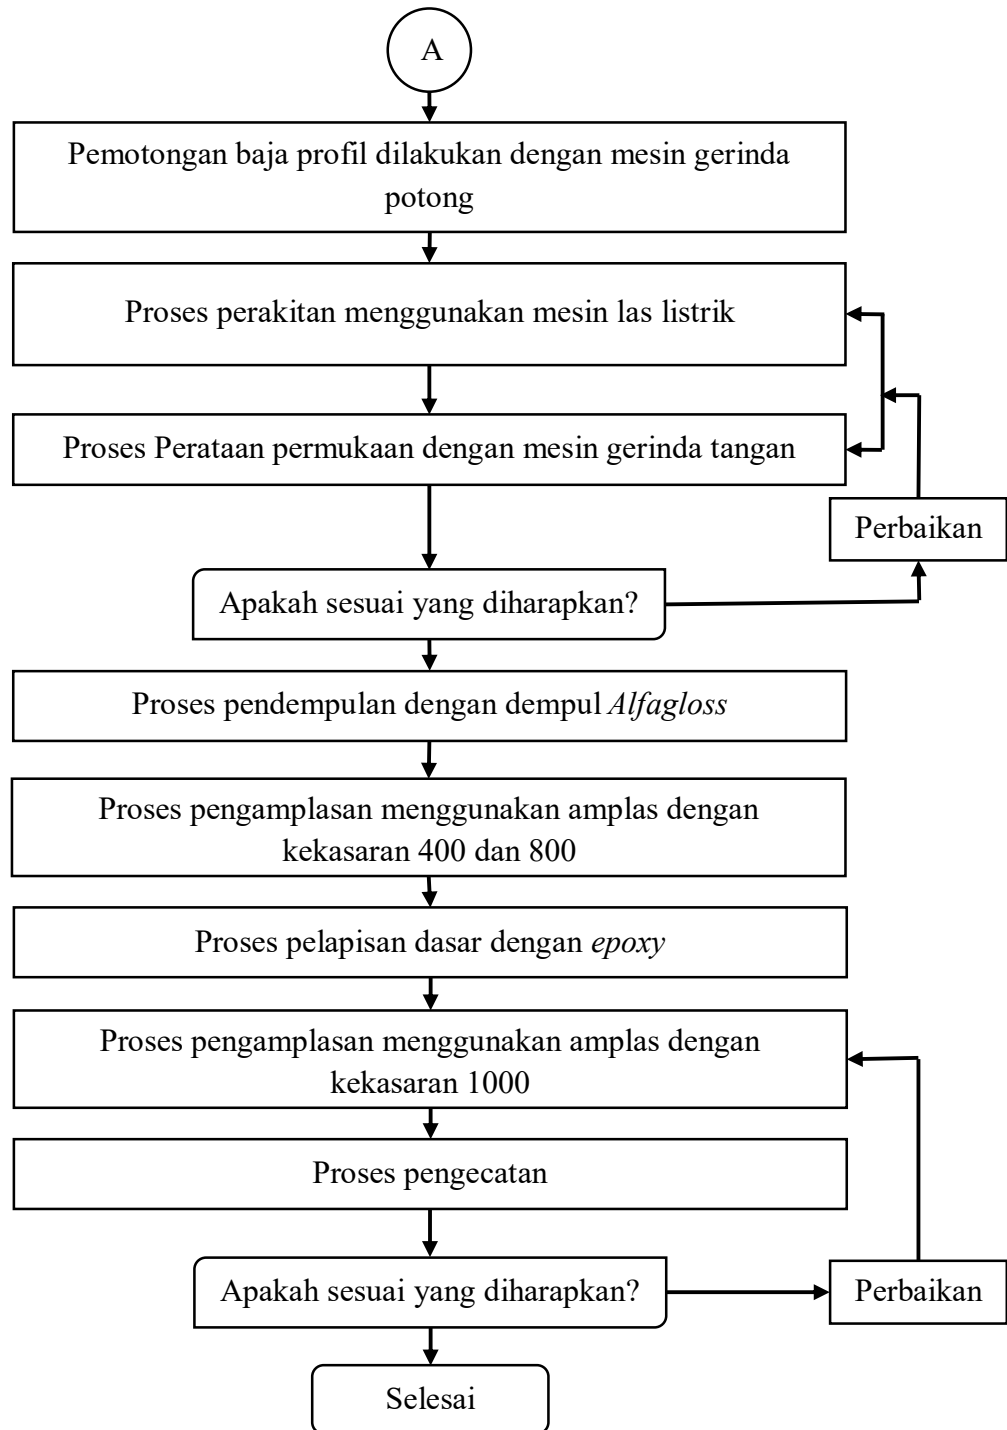 A
Pemotongan baja profil dilakukan dengan mesin gerinda
potong
Proses perakitan menggunakan mesin las listrik
Proses Perataan permukaan dengan mesin gerinda tangan
Perbaikan
Apakah sesuai yang diharapkan?
Proses pendempulan dengan dempul Alfagloss
Proses pengamplasan menggunakan amplas dengan
kekasaran 400 dan 800
Proses pelapisan dasar dengan epoxy
Proses pengamplasan menggunakan amplas dengan
kekasaran 1000
Proses pengecatan
Apakah sesuai yang diharapkan?
Perbaikan
Selesai